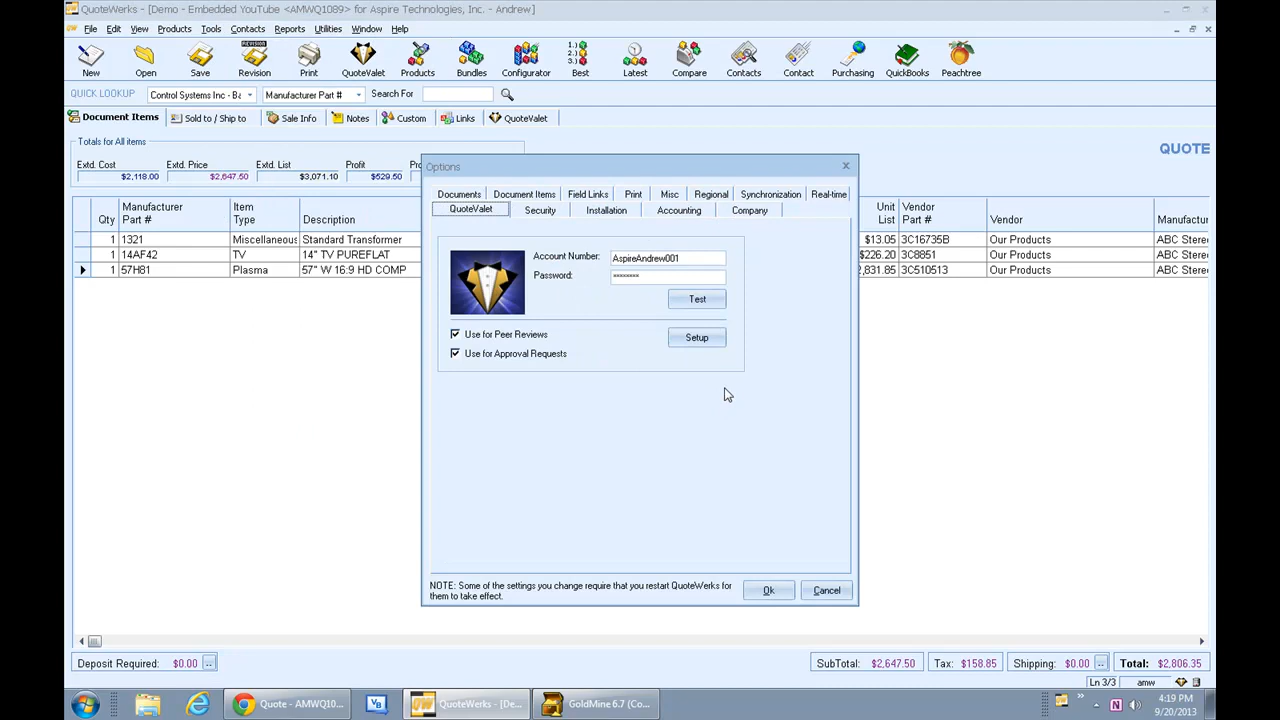 QuoteWerks - [Demo - Embedded YouTube <AMWQ1089> for Aspire Technologies, Inc. - Andrew]
File Edit View Products Tools Contacts Reports Utilities Window Help
REVISION
New Open Save Revision Print QuoteValet Products Bundles Configurator Best Latest Compare Contacts Contact Purchasing QuickBooks Peachtree
QUICK LOOKUP Control Systems Inc - Ba Manufacturer Part # Search For
Document Items Sold to / Ship to Sale Info Notes Custom Links QuoteValet
Totals for All items
QUOTE
Extd. Cost Extd. Price Extd. List Profit
$2,118.00 $2,647.50 $3,071.10 $529.50
Options
Documents Document Items Field Links Print Misc Regional Synchronization Real-time
QuoteValet Security Installation Accounting Company
Qty Manufacturer Part # Item Type Description Unit List Vendor Part # Vendor Manufactur
1 1321 Miscellaneous Standard Transformer $13.05 3C16735B Our Products ABC Stere
1 14AF42 TV 14" TV PUREFLAT $226.20 3C8851 Our Products ABC Stere
1 57H81 Plasma 57" W 16:9 HD COMP 2,831.85 3C510513 Our Products ABC Stere
Account Number: AspireAndrew001
Password: ********
Test
Use for Peer Reviews Setup
Use for Approval Requests
NOTE: Some of the settings you change require that you restart QuoteWerks for
them to take effect.
Ok Cancel
Deposit Required: $0.00 .. SubTotal: $2,647.50 Tax: $158.85 Shipping: $0.00 .. Total: $2,806.35
Ln 3/3 amw
Quote - AMWQ10... QuoteWerks - [De... GoldMine 6.7 (Co...
4:19 PM
9/20/2013